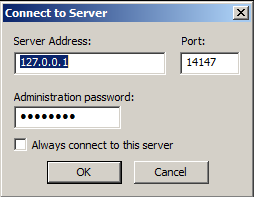 Connect to Server
Server Address: Port:
127.0.0.1 14147
Administration password:
••••••••
Always connect to this server
OK Cancel